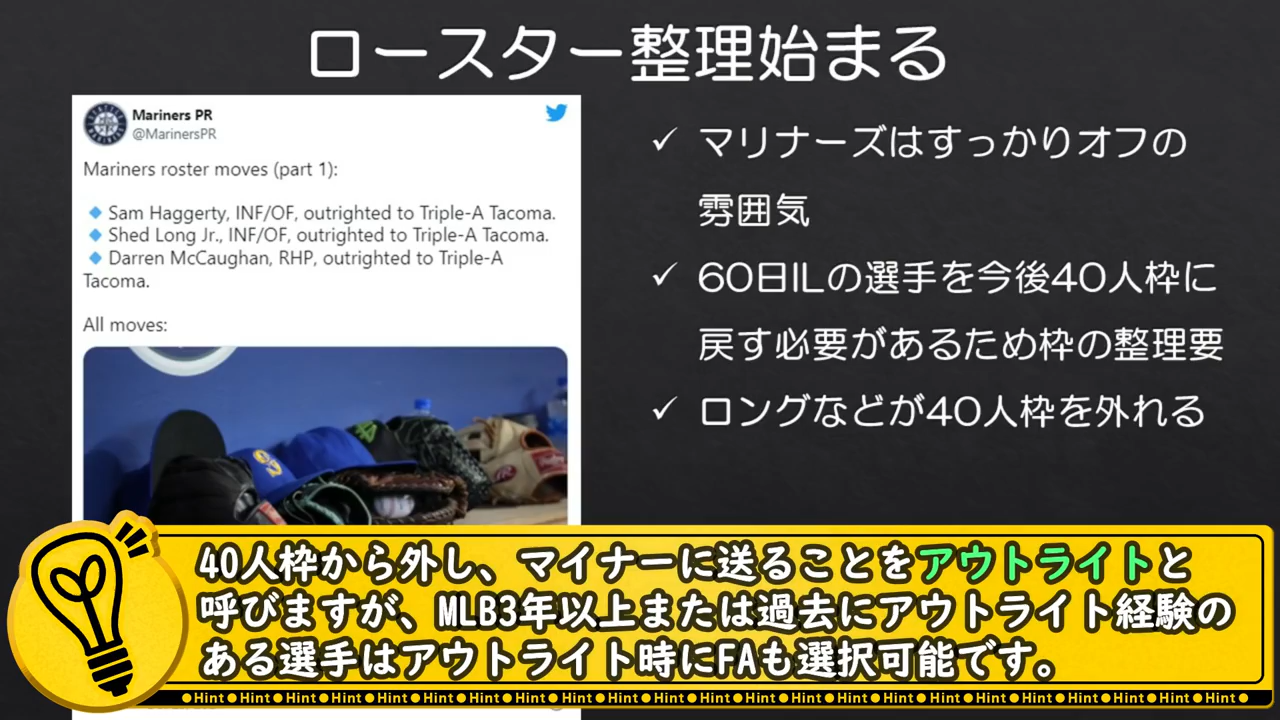 ロースター整理始まる
Mariners PR
@MarinersPR
Mariners roster moves (part 1):
🔹 Sam Haggerty, INF/OF, outrighted to Triple-A Tacoma.
🔹 Shed Long Jr., INF/OF, outrighted to Triple-A Tacoma.
🔹 Darren McCaughan, RHP, outrighted to Triple-A
Tacoma.
All moves:
✓ マリナーズはすっかりオフの
雰囲気
✓ 60日ILの選手を今後40人枠に
戻す必要があるため枠の整理要
✓ ロングなどが40人枠を外れる
40人枠から外し、マイナーに送ることをアウトライトと
呼びますが、MLB3年以上または過去にアウトライト経験の
ある選手はアウトライト時にFAも選択可能です。
●Hint●Hint●Hint●Hint●Hint●Hint●Hint●Hint●Hint●Hint●Hint●Hint●Hint●Hint●Hint●Hint●Hint●Hint●Hint●Hint●Hint●Hint●Hint●